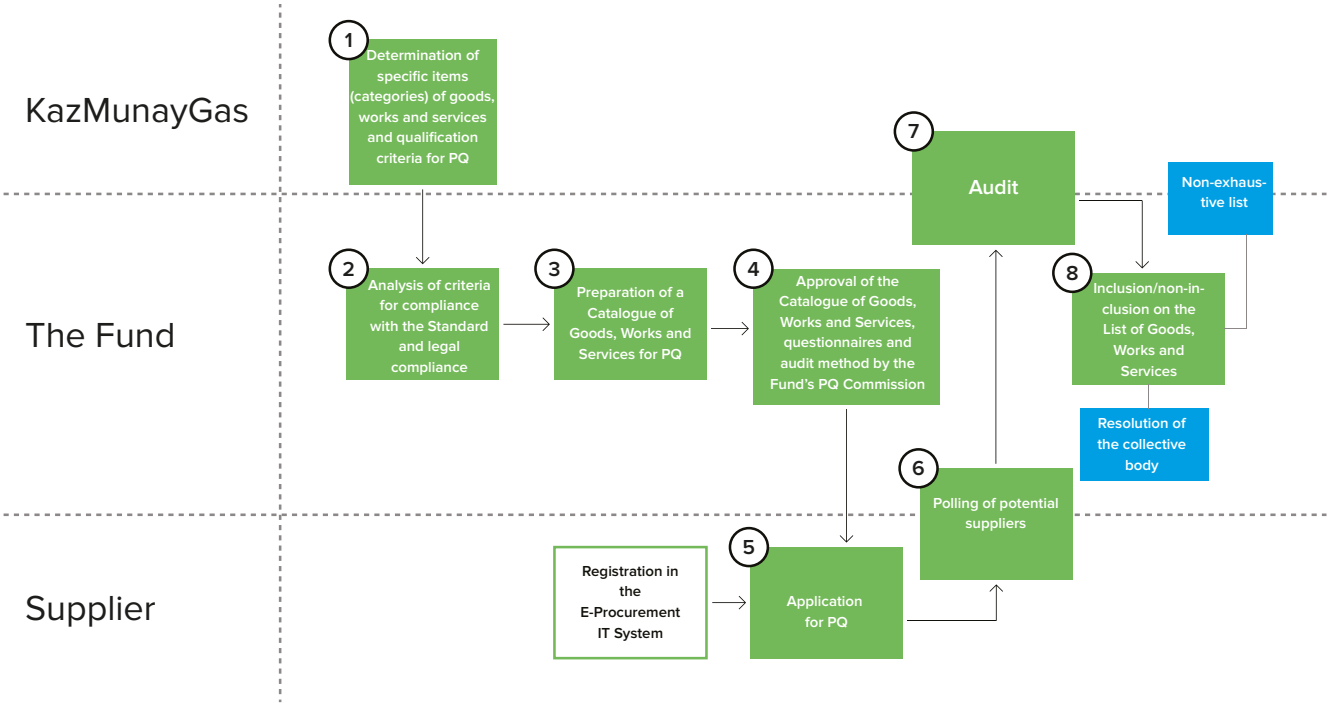 KazMunayGas
1
Determination of
specific items
(categories) of goods,
works and services
and qualification
criteria for PQ
7
Audit
Non-exhaus-
tive list
The Fund
2
Analysis of criteria
for compliance
with the Standard
and legal
compliance
3
Preparation of a
Catalogue of
Goods, Works and
Services for PQ
4
Approval of the
Catalogue of Goods,
Works and Services,
questionnaires and
audit method by the
Fund’s PQ Commission
8
Inclusion/non-in-
clusion on the
List of Goods,
Works and
Services
Resolution of
the collective
body
6
Polling of potential
suppliers
Supplier
Registration in
the
E-Procurement
IT System
5
Application
for PQ